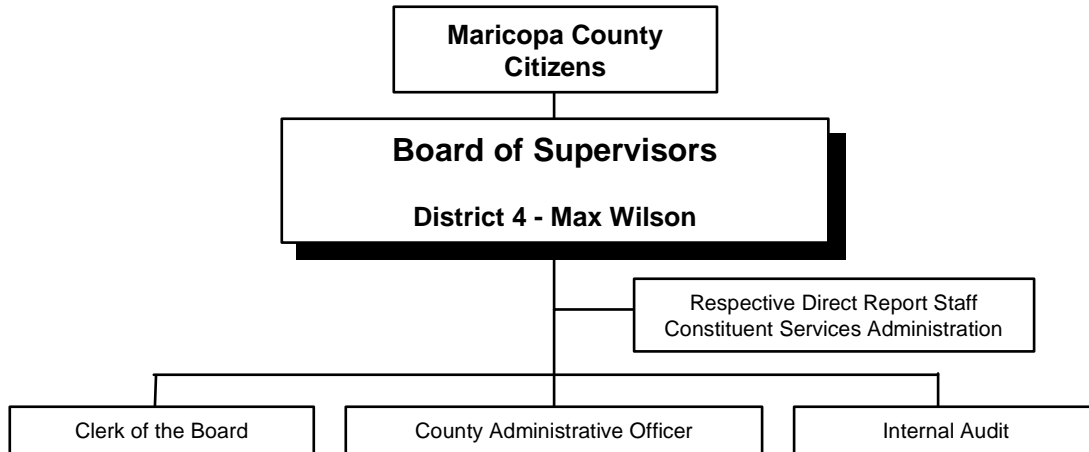 Maricopa County
Citizens
Board of Supervisors
District 4 - Max Wilson
Respective Direct Report Staff
Constituent Services Administration
Clerk of the Board
County Administrative Officer
Internal Audit